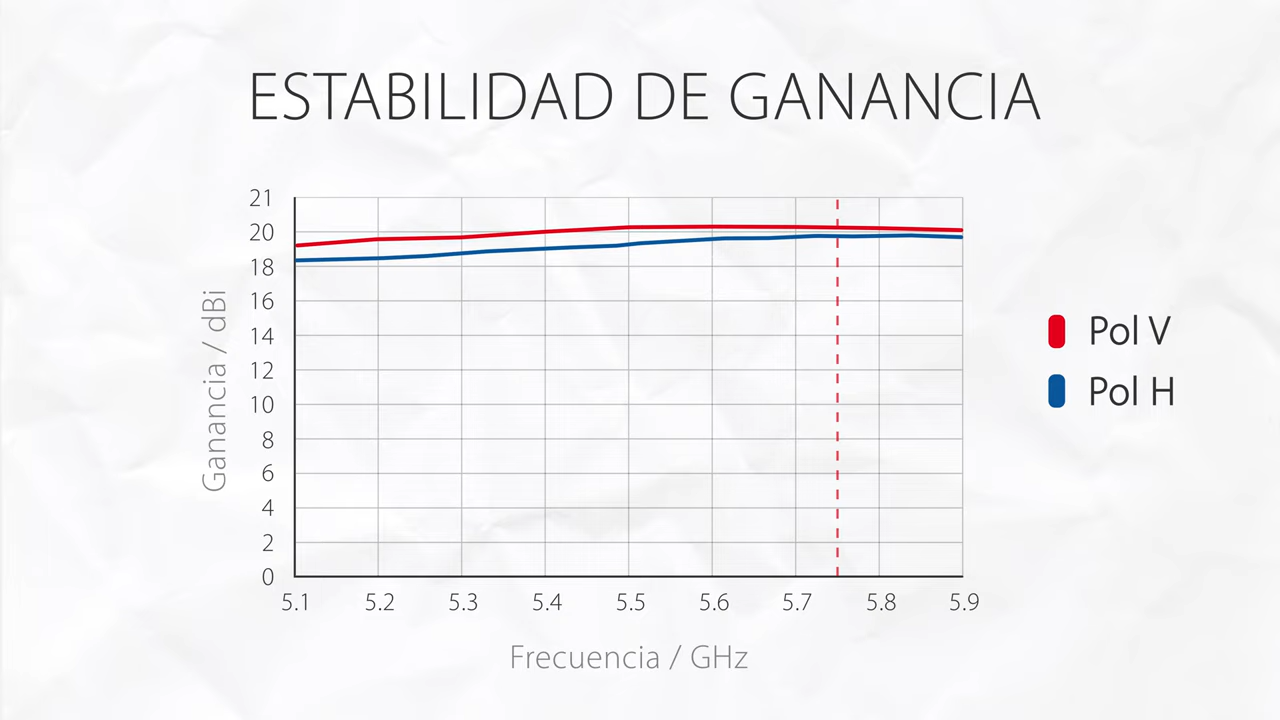 ESTABILIDAD DE GANANCIA
21
20
18
16
14
12
10
8
6
4
2
0
Ganancia / dBi
5.1 5.2 5.3 5.4 5.5 5.6 5.7 5.8 5.9
Frecuencia / GHz
Pol V
Pol H